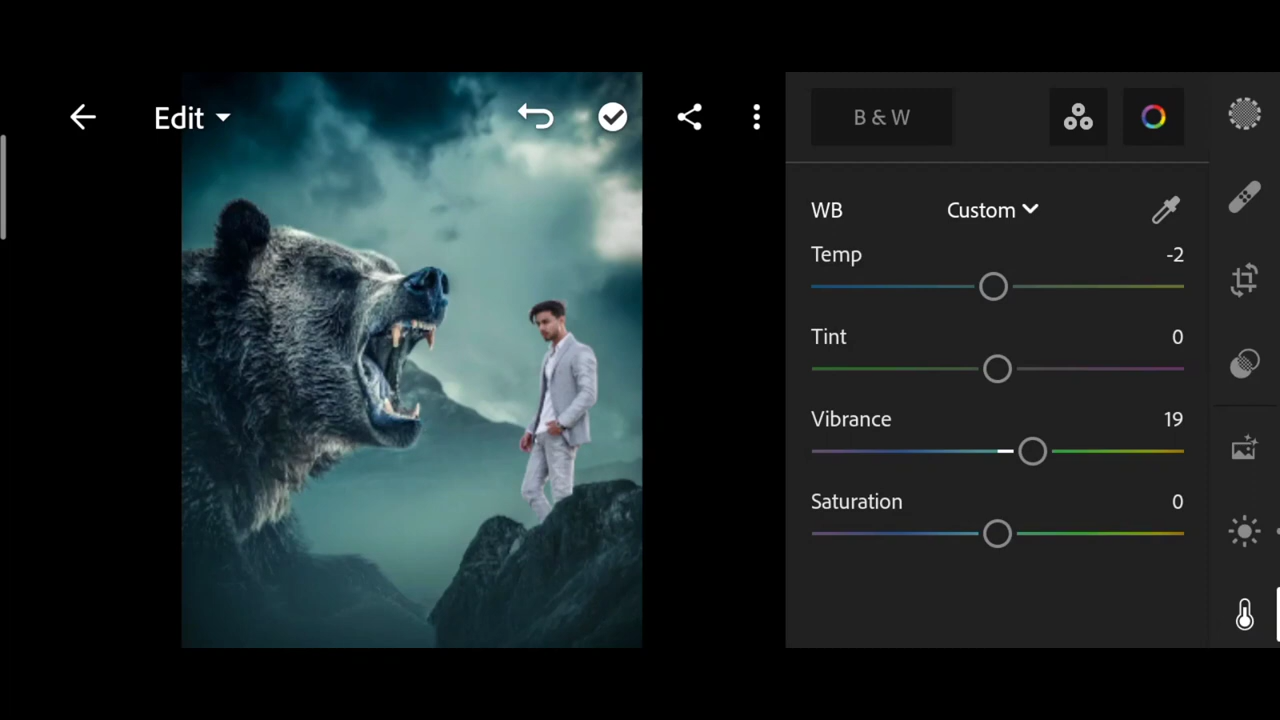 Edit
B & W
WB Custom
Temp -2
Tint 0
Vibrance 19
Saturation 0